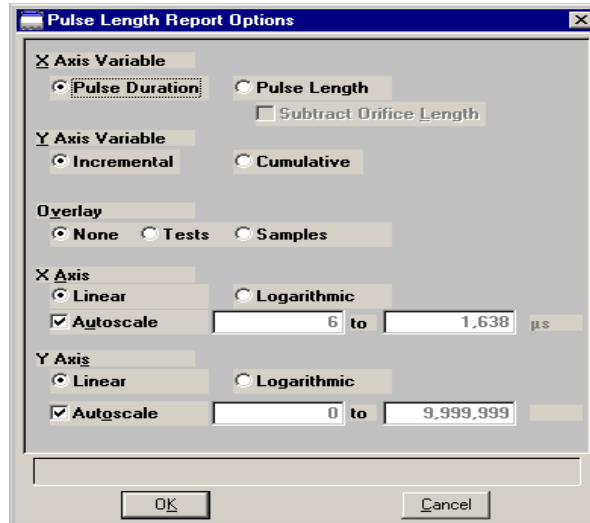 Pulse Length Report Options
X Axis Variable
Pulse Duration Pulse Length
Subtract Orifice Length
Y Axis Variable
Incremental Cumulative
Overlay
None Tests Samples
X Axis
Linear Logarithmic
Autoscale 6 to 1,638 µs
Y Axis
Linear Logarithmic
Autoscale 0 to 9,999,999
OK Cancel